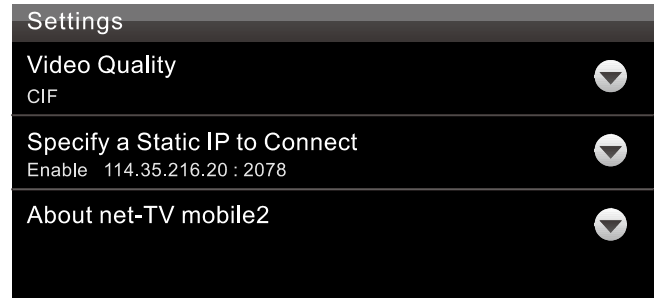 Settings
Video Quality
CIF
Specify a Static IP to Connect
Enable 114.35.216.20 : 2078
About net-TV mobile2